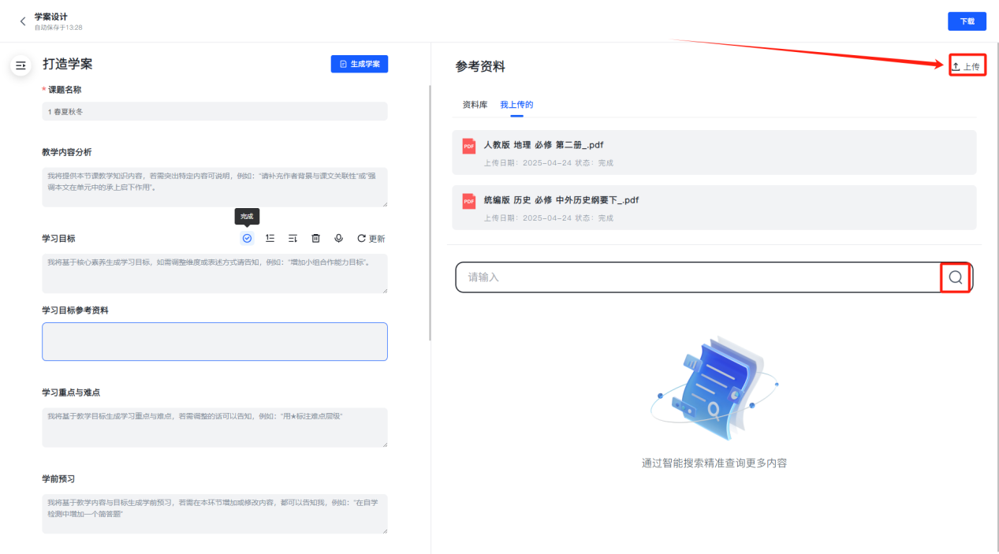 学案设计
自动保存于13:28
下载
打造学案
生成学案
* 课题名称
1 春夏秋冬
教学内容分析
我将提供本节课教学知识内容，若需突出特定内容可说明，例如：“请补充作者背景与课文关联性”或“强
调本文在单元中的承上启下作用”。
完成
学习目标
更新
我将基于核心素养生成学习目标，如需调整维度或表述方式请告知，例如：“增加小组合作能力目标”。
学习目标参考资料
学习重点与难点
我将基于教学目标生成学习重点与难点，若需调整的话可以告知，例如：“用★标注难点层级”
学前预习
我将基于教学内容与目标生成学前预习，若需在本环节增加或修改内容，都可以告知我，例如：“在自学
检测中增加一个简答题”
参考资料
上传
资料库 我上传的
PDF 人教版 地理 必修 第二册_.pdf
上传日期：2025-04-24 状态：完成
PDF 统编版 历史 必修 中外历史纲要下_.pdf
上传日期：2025-04-24 状态：完成
请输入
通过智能搜索精准查询更多内容